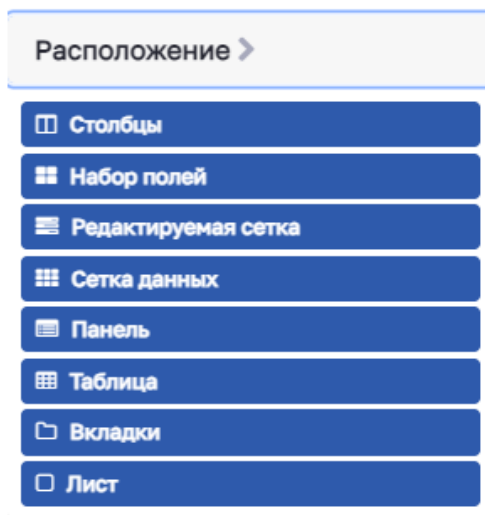 Расположение
Столбцы
Набор полей
Редактируемая сетка
Сетка данных
Панель
Таблица
Вкладки
Лист